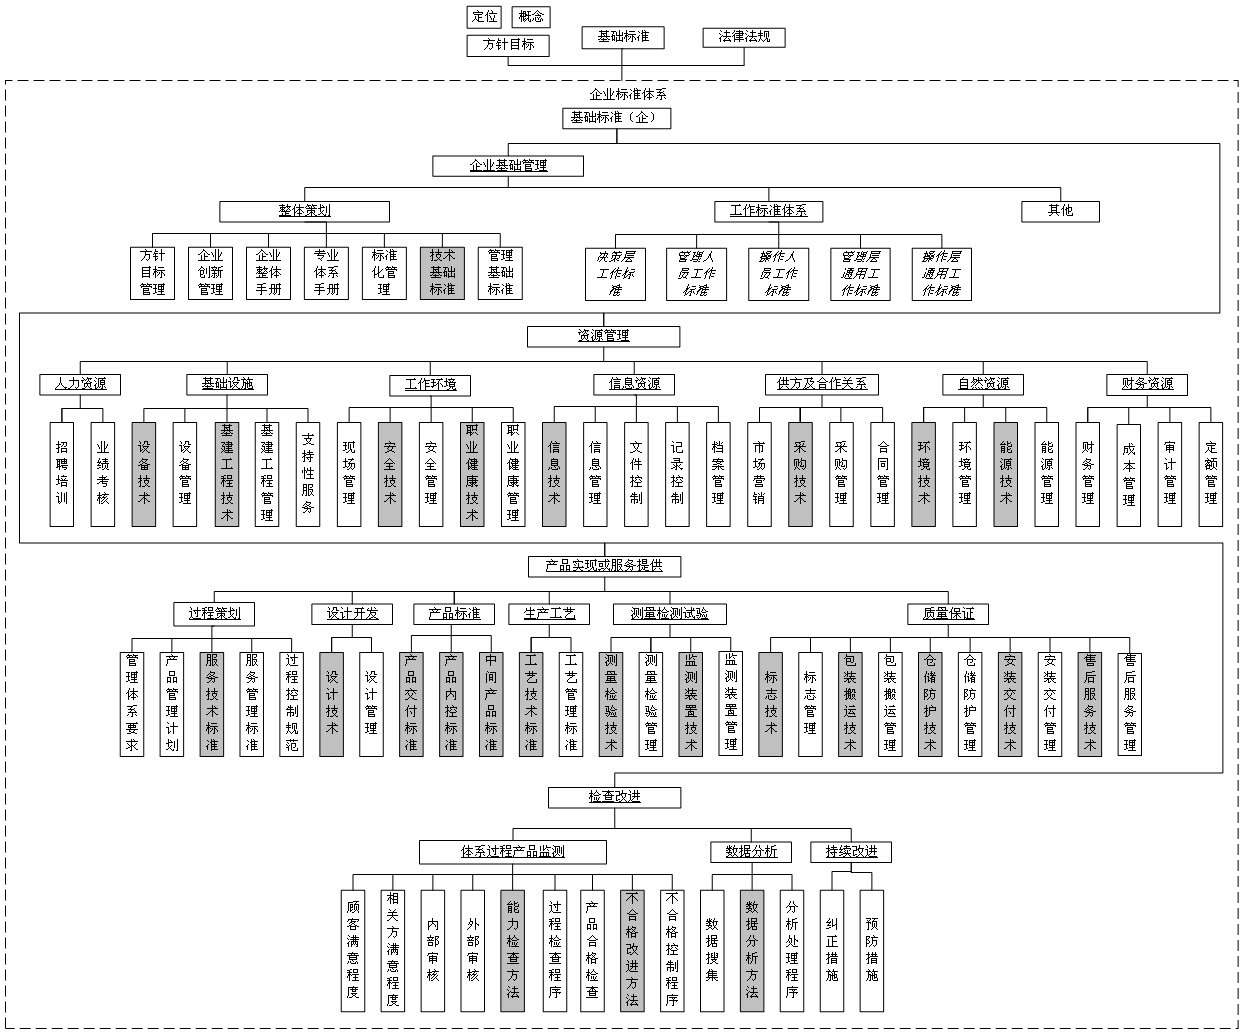 定位
概念
方针目标
基础标准
法律法规
企业标准体系
基础标准（企）
企业基础管理
整体策划
工作标准体系
其他
方针
目标
管理
企业
创新
管理
企业
整体
手册
专业
体系
手册
标准
化管
理
技术
基础
标准
管理
基础
标准
决策层
工作标
准
管理人
员工作
标准
操作人
员工作
标准
管理层
通用工
作标准
操作层
通用工
作标准
资源管理
人力资源
基础设施
工作环境
信息资源
供方及合作关系
自然资源
财务资源
招聘培训
业绩考核
设备技术
设备管理
基建工程技术
基建工程管理
支持性服务
现场管理
安全技术
安全管理
职业健康技术
职业健康管理
信息技术
信息管理
文件控制
记录控制
档案管理
市场营销
采购技术
采购管理
合同管理
环境技术
环境管理
能源技术
能源管理
财务管理
成本管理
审计管理
定额管理
产品实现或服务提供
过程策划
设计开发
产品标准
生产工艺
测量检测试验
质量保证
管理体系要求
产品管理计划
服务技术标准
服务管理标准
过程控制规范
设计技术
设计管理
产品交付标准
产品内控标准
中间产品标准
工艺技术标准
工艺管理标准
测量检验技术
测量检验管理
监测装置技术
监测装置管理
标志技术
标志管理
包装搬运技术
包装搬运管理
仓储防护技术
仓储防护管理
安装交付技术
安装交付管理
售后服务技术
售后服务管理
检查改进
体系过程产品监测
数据分析
持续改进
顾客满意程度
相关方满意程度
内部审核
外部审核
能力检查方法
过程检查程序
产品合格检查
不合格改进方法
不合格控制程序
数据搜集
数据分析方法
分析处理程序
纠正措施
预防措施